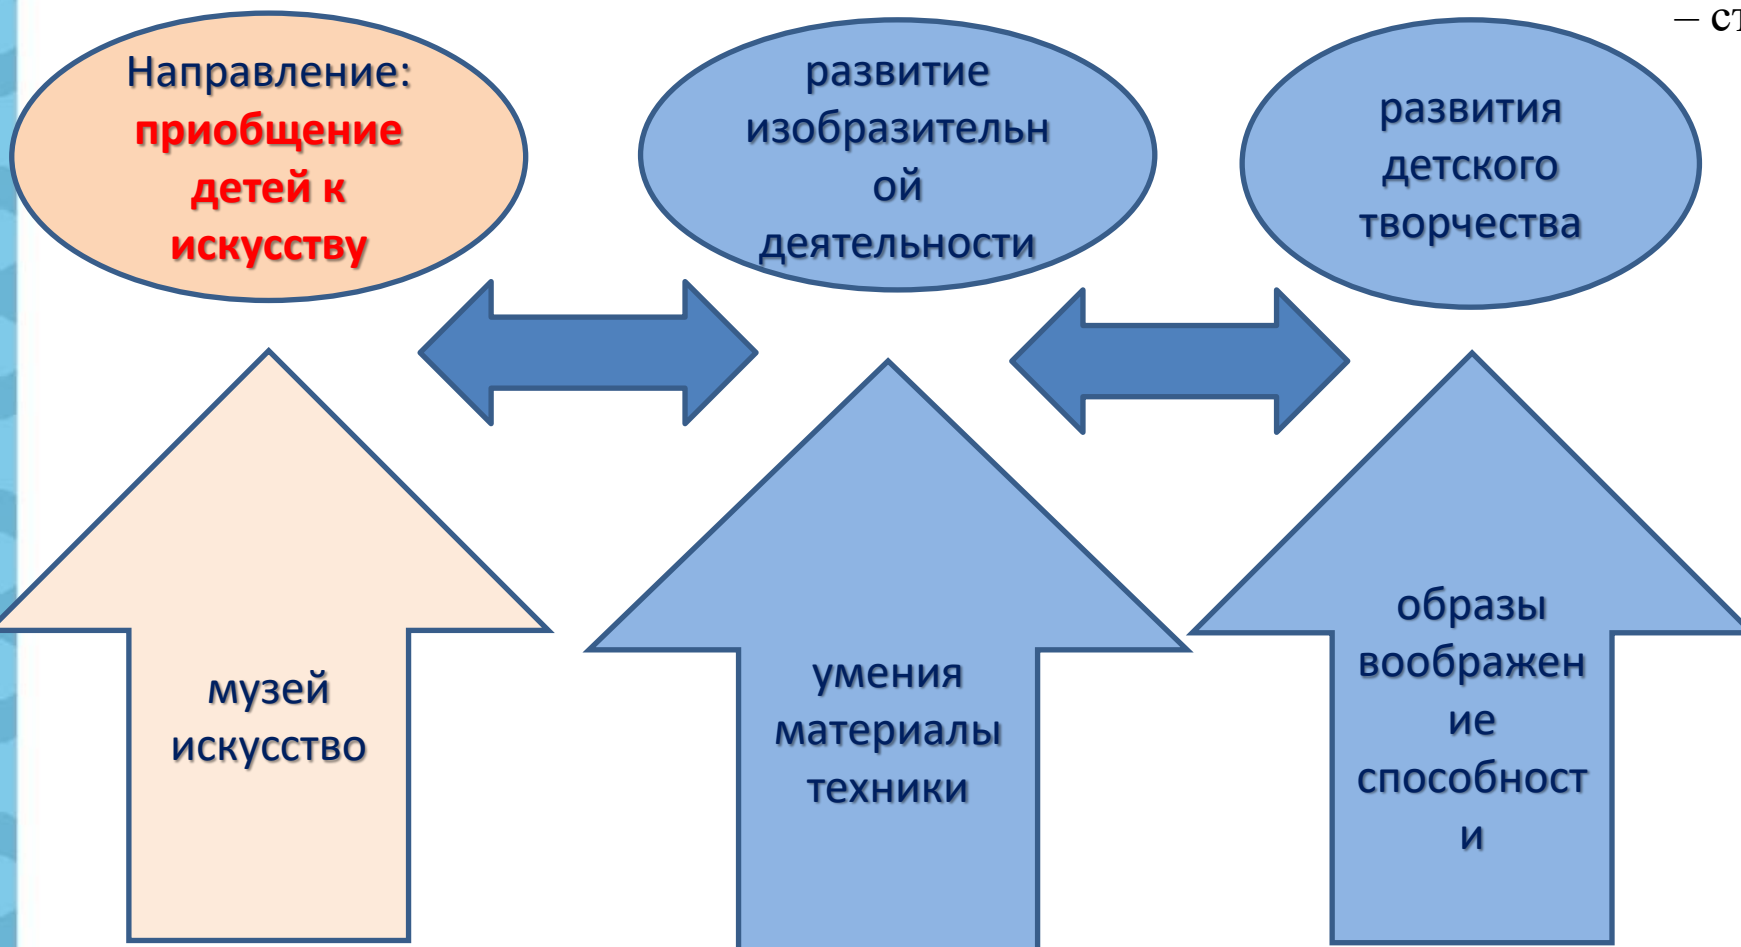 – ст
Направление:
приобщение
детей к
искусству
развитие
изобразительн
ой
деятельности
развития
детского
творчества
музей
искусство
умения
материалы
техники
образы
воображен
ие
способност
и